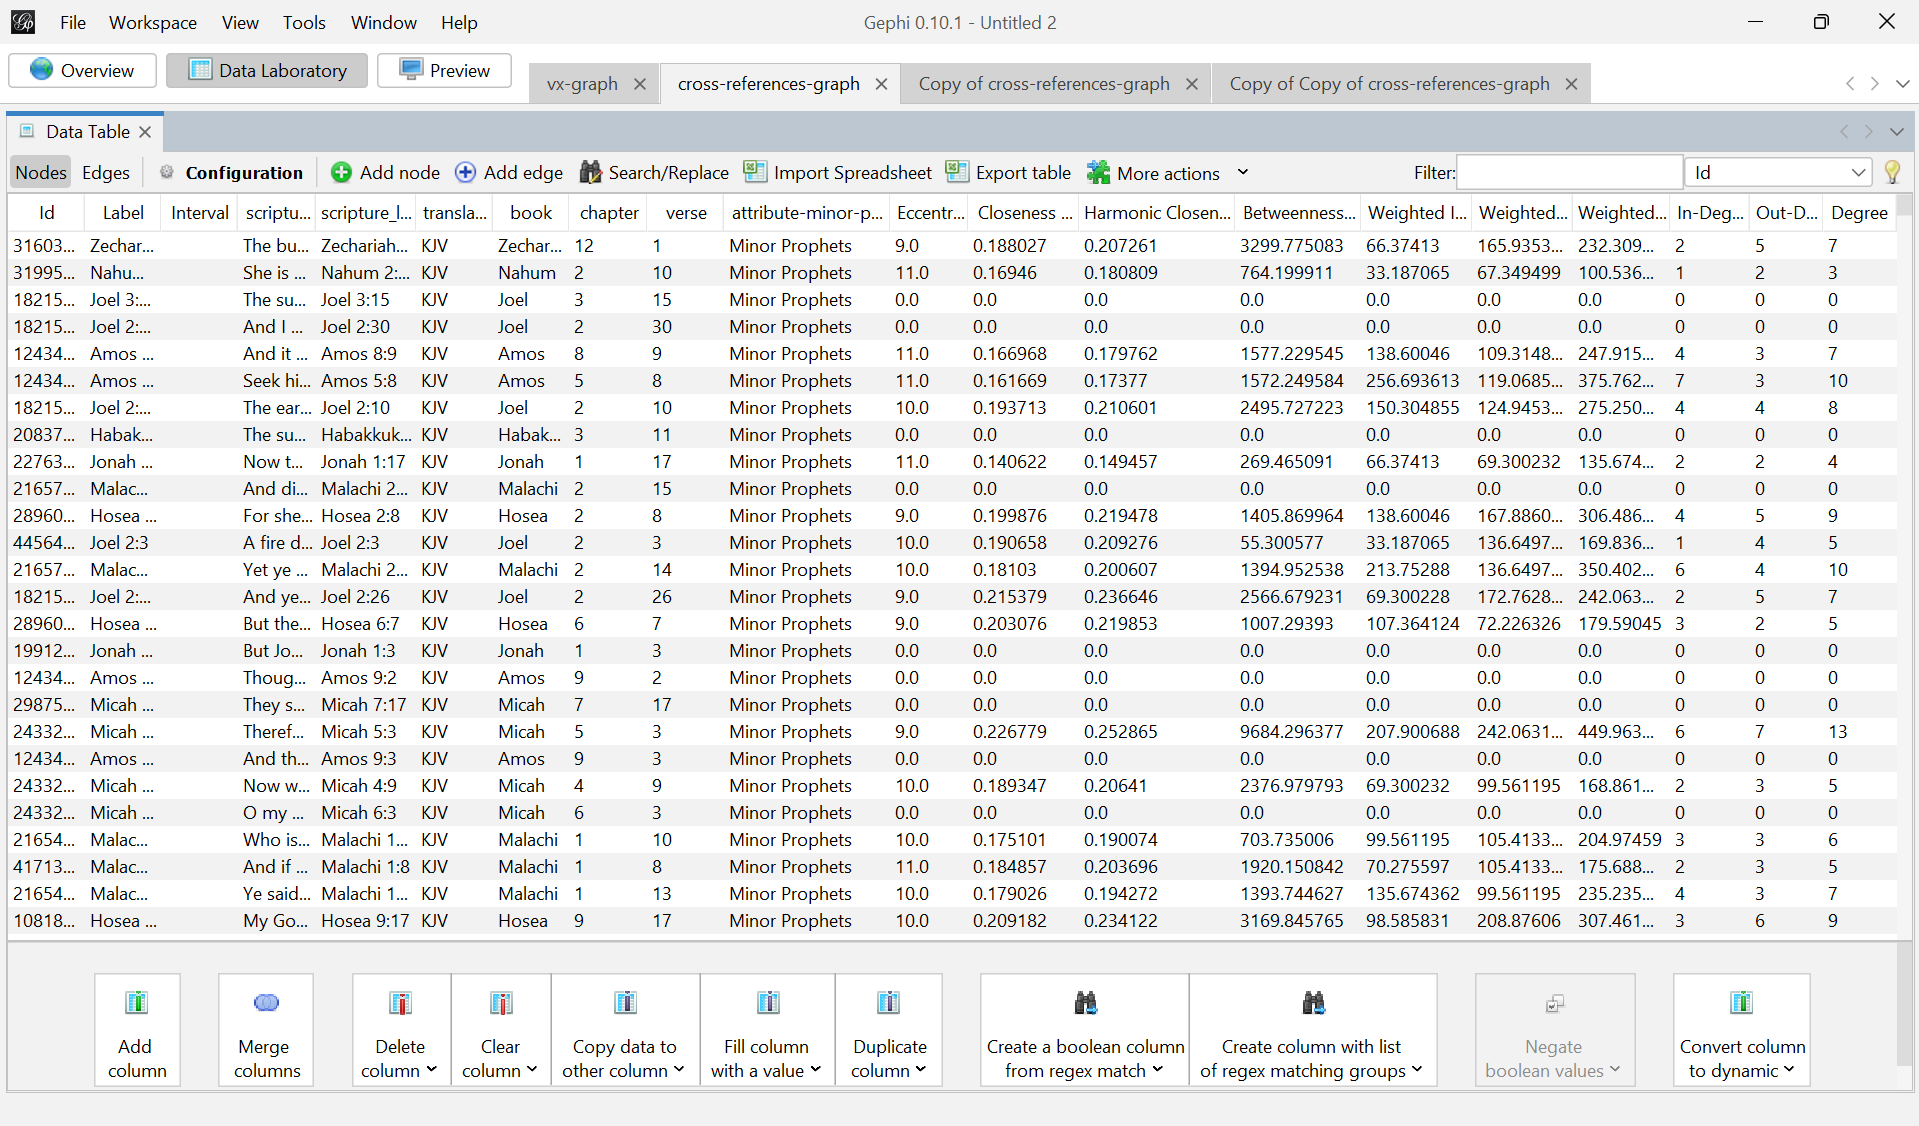 File Workspace View Tools Window Help Gephi 0.10.1 - Untitled 2
Overview Data Laboratory Preview vx-graph cross-references-graph Copy of cross-references-graph Copy of Copy of cross-references-graph
Data Table
Nodes Edges Configuration Add node Add edge Search/Replace Import Spreadsheet Export table More actions Filter: Id
Id Label Interval scriptu... scripture_l... transla... book chapter verse attribute-minor-p... Eccentr... Closeness ... Harmonic Closen... Betweenness... Weighted I... Weighted... Weighted... In-Deg... Out-D... Degree
31603... Zechar... The bu... Zechariah... KJV Zechar... 12 1 Minor Prophets 9.0 0.188027 0.207261 3299.775083 66.37413 165.9353... 232.309... 2 5 7
31995... Nahu... She is ... Nahum 2:... KJV Nahum 2 10 Minor Prophets 11.0 0.16946 0.180809 764.199911 33.187065 67.349499 100.536... 1 2 3
18215... Joel 3:... The su... Joel 3:15 KJV Joel 3 15 Minor Prophets 0.0 0.0 0.0 0.0 0.0 0.0 0.0 0 0 0
18215... Joel 2:... And I ... Joel 2:30 KJV Joel 2 30 Minor Prophets 0.0 0.0 0.0 0.0 0.0 0.0 0.0 0 0 0
12434... Amos ... And it ... Amos 8:9 KJV Amos 8 9 Minor Prophets 11.0 0.166968 0.179762 1577.229545 138.60046 109.3148... 247.915... 4 3 7
12434... Amos ... Seek hi... Amos 5:8 KJV Amos 5 8 Minor Prophets 11.0 0.161669 0.17377 1572.249584 256.693613 119.0685... 375.762... 7 3 10
18215... Joel 2:... The ear... Joel 2:10 KJV Joel 2 10 Minor Prophets 10.0 0.193713 0.210601 2495.727223 150.304855 124.9453... 275.250... 4 4 8
20837... Habak... The su... Habakkuk... KJV Habak... 3 11 Minor Prophets 0.0 0.0 0.0 0.0 0.0 0.0 0.0 0 0 0
22763... Jonah ... Now t... Jonah 1:17 KJV Jonah 1 17 Minor Prophets 11.0 0.140622 0.149457 269.465091 66.37413 69.300232 135.674... 2 2 4
21657... Malac... And di... Malachi 2... KJV Malachi 2 15 Minor Prophets 0.0 0.0 0.0 0.0 0.0 0.0 0.0 0 0 0
28960... Hosea ... For she... Hosea 2:8 KJV Hosea 2 8 Minor Prophets 9.0 0.199876 0.219478 1405.869964 138.60046 167.8860... 306.486... 4 5 9
44564... Joel 2:3 A fire d... Joel 2:3 KJV Joel 2 3 Minor Prophets 10.0 0.190658 0.209276 55.300577 33.187065 136.6497... 169.836... 1 4 5
21657... Malac... Yet ye ... Malachi 2... KJV Malachi 2 14 Minor Prophets 10.0 0.18103 0.200607 1394.952538 213.75288 136.6497... 350.402... 6 4 10
18215... Joel 2:... And ye... Joel 2:26 KJV Joel 2 26 Minor Prophets 9.0 0.215379 0.236646 2566.679231 69.300228 172.7628... 242.063... 2 5 7
28960... Hosea ... But the... Hosea 6:7 KJV Hosea 6 7 Minor Prophets 9.0 0.203076 0.219853 1007.29393 107.364124 72.226326 179.59045 3 2 5
19912... Jonah ... But Jo... Jonah 1:3 KJV Jonah 1 3 Minor Prophets 0.0 0.0 0.0 0.0 0.0 0.0 0.0 0 0 0
12434... Amos ... Thoug... Amos 9:2 KJV Amos 9 2 Minor Prophets 0.0 0.0 0.0 0.0 0.0 0.0 0.0 0 0 0
29875... Micah ... They s... Micah 7:17 KJV Micah 7 17 Minor Prophets 0.0 0.0 0.0 0.0 0.0 0.0 0.0 0 0 0
24332... Micah ... Theref... Micah 5:3 KJV Micah 5 3 Minor Prophets 9.0 0.226779 0.252865 9684.296377 207.900688 242.0631... 449.963... 6 7 13
12434... Amos ... And th... Amos 9:3 KJV Amos 9 3 Minor Prophets 0.0 0.0 0.0 0.0 0.0 0.0 0.0 0 0 0
24332... Micah ... Now w... Micah 4:9 KJV Micah 4 9 Minor Prophets 10.0 0.189347 0.20641 2376.979793 69.300232 99.561195 168.861... 2 3 5
24332... Micah ... O my ... Micah 6:3 KJV Micah 6 3 Minor Prophets 0.0 0.0 0.0 0.0 0.0 0.0 0.0 0 0 0
21654... Malac... Who is... Malachi 1... KJV Malachi 1 10 Minor Prophets 10.0 0.175101 0.190074 703.735006 99.561195 105.4133... 204.97459 3 3 6
41713... Malac... And if ... Malachi 1:8 KJV Malachi 1 8 Minor Prophets 11.0 0.184857 0.203696 1920.150842 70.275597 105.4133... 175.688... 2 3 5
21654... Malac... Ye said... Malachi 1... KJV Malachi 1 13 Minor Prophets 10.0 0.179026 0.194272 1393.744627 135.674362 99.561195 235.235... 4 3 7
10818... Hosea ... My Go... Hosea 9:17 KJV Hosea 9 17 Minor Prophets 10.0 0.209182 0.234122 3169.845765 98.585831 208.87606 307.461... 3 6 9
Add Merge Delete Clear Copy data to Fill column Duplicate Create a boolean column Create column with list Negate Convert column
column columns column column other column with a value column from regex match of regex matching groups boolean values to dynamic